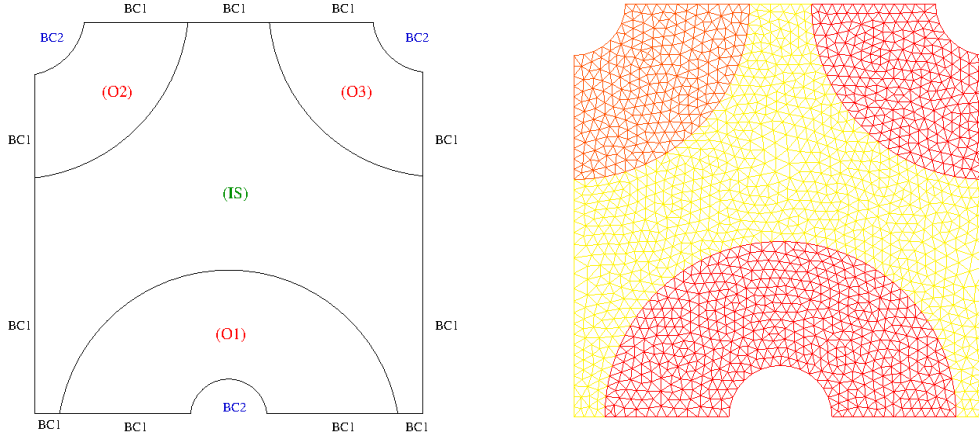 BC1 BC1 BC1
BC2 BC2
(O2) (O3)
BC1 BC1
(IS)
BC1 BC1
(O1)
BC2
BC1 BC1 BC1 BC1